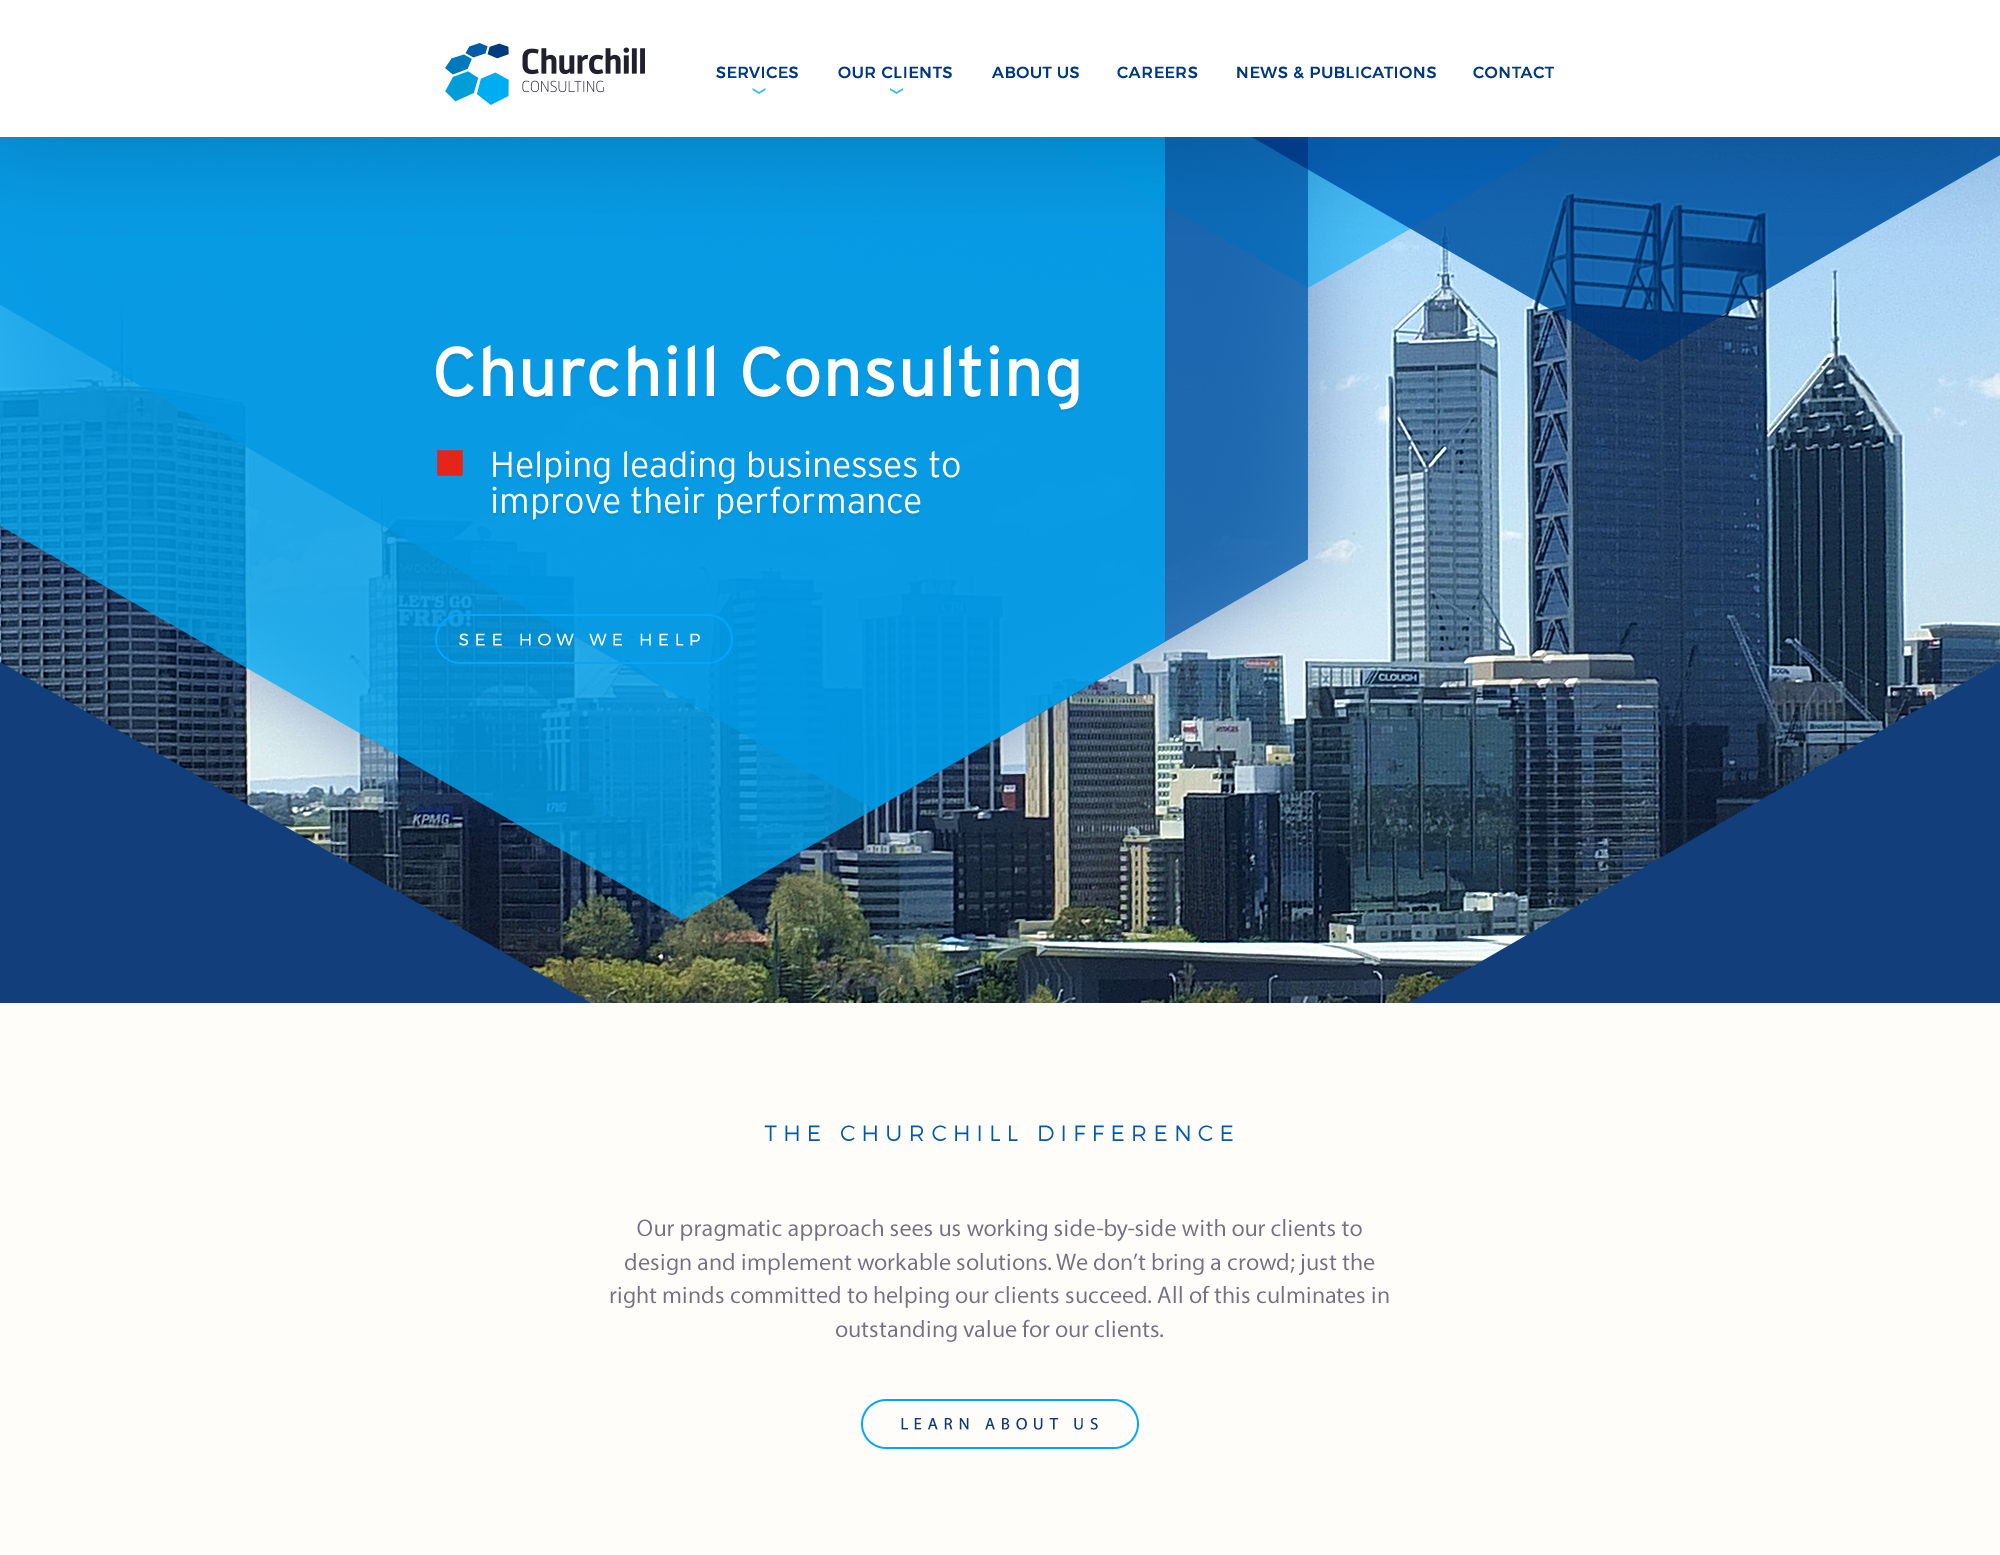 Churchill
CONSULTING
SERVICES
OUR CLIENTS
ABOUT US
CAREERS
NEWS & PUBLICATIONS
CONTACT
Churchill Consulting
Helping leading businesses to
improve their performance
LET'S GO
FREO!
SEE HOW WE HELP
CLOUGH
KPMG
KPMG
THE CHURCHILL DIFFERENCE
Our pragmatic approach sees us working side-by-side with our clients to
design and implement workable solutions. We don’t bring a crowd; just the
right minds committed to helping our clients succeed. All of this culminates in
outstanding value for our clients.
LEARN ABOUT US